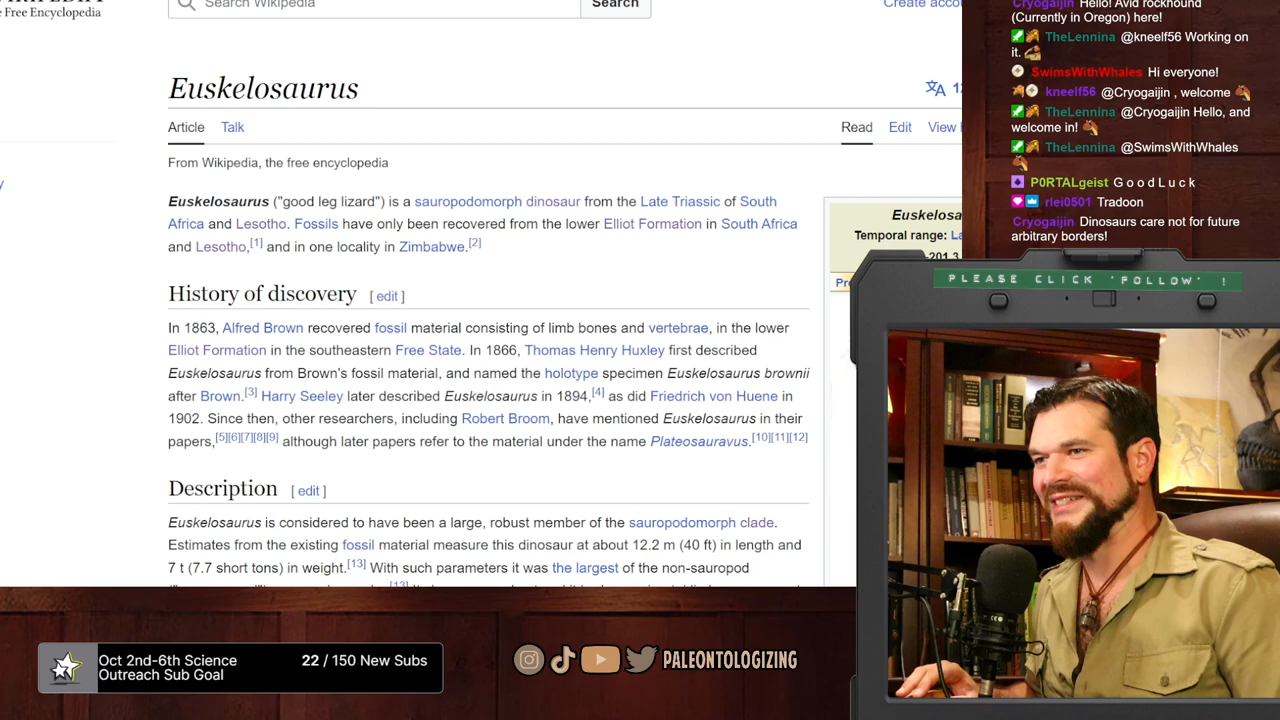 e Free Encyclopedia
Search Wikipedia
Search
Create accou
Euskelosaurus
Article Talk
Read Edit View
From Wikipedia, the free encyclopedia
Euskelosaurus ("good leg lizard") is a sauropodomorph dinosaur from the Late Triassic of South
Africa and Lesotho. Fossils have only been recovered from the lower Elliot Formation in South Africa
and Lesotho,[1] and in one locality in Zimbabwe.[2]
Euskelosa
Temporal range: La
-201.3
Pre
History of discovery [ edit ]
In 1863, Alfred Brown recovered fossil material consisting of limb bones and vertebrae, in the lower
Elliot Formation in the southeastern Free State. In 1866, Thomas Henry Huxley first described
Euskelosaurus from Brown's fossil material, and named the holotype specimen Euskelosaurus brownii
after Brown.[3] Harry Seeley later described Euskelosaurus in 1894,[4] as did Friedrich von Huene in
1902. Since then, other researchers, including Robert Broom, have mentioned Euskelosaurus in their
papers,[5][6][7][8][9] although later papers refer to the material under the name Plateosauravus.[10][11][12]
Description [ edit ]
Euskelosaurus is considered to have been a large, robust member of the sauropodomorph clade.
Estimates from the existing fossil material measure this dinosaur at about 12.2 m (40 ft) in length and
7 t (7.7 short tons) in weight.[13] With such parameters it was the largest of the non-sauropod
Cryogaijin Hello! Avid rockhound
(Currently in Oregon) here!
TheLennina @kneelf56 Working on
it.
SwimsWithWhales Hi everyone!
kneelf56 @Cryogaijin , welcome
TheLennina @Cryogaijin Hello, and
welcome in!
TheLennina @SwimsWithWhales
P0RTALgeist G o o d L u c k
rlei0501 Tradoon
Cryogaijin Dinosaurs care not for future
arbitrary borders!
PLEASE CLICK 'FOLLOW' !
Oct 2nd-6th Science
Outreach Sub Goal
22 / 150 New Subs
PALEONTOLOGIZING